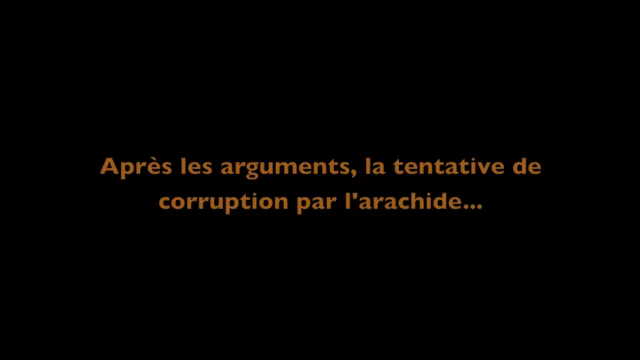 Après les arguments, la tentative de
corruption par l'arachide...